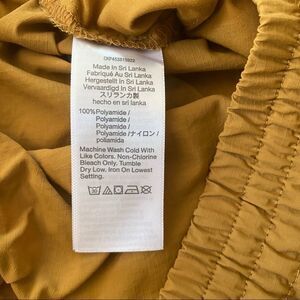 Made In Sri Lanka
Fabriqué Au Sri Lanka
Hergestellt in Sri Lanka
Vervaardigd In Sri Lanka
スリランカ製
hecho en sri lanka
100%Polyamide /
Polyamide /
Polyamide /
Polyamide /ナイロン /
poliamida
Machine Wash Cold With
Like Colors. Non-Chlorine
Bleach Only. Tumble
Dry Low. Iron On Lowest
Setting.